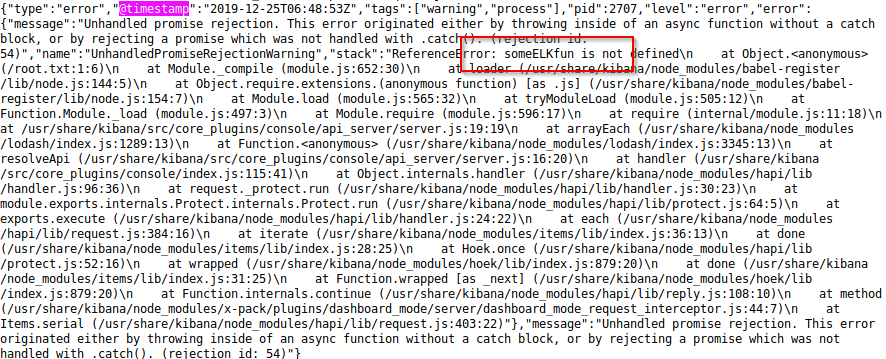 {"type":"error","@timestamp":"2019-12-25T06:48:53Z","tags":["warning","process"],"pid":2707,"level":"error","error":
{"message":"Unhandled promise rejection. This error originated either by throwing inside of an async function without a catch
block, or by rejecting a promise which was not handled with .catch(). (rejection id:
54)","name":"UnhandledPromiseRejectionWarning","stack":"ReferenceError: someELKfun is not defined\n    at Object.<anonymous>
(/root.txt:1:6)\n    at Module._compile (module.js:652:30)\n    at loader (/usr/share/kibana/node_modules/babel-register
/lib/node.js:144:5)\n    at Object.require.extensions.(anonymous function) [as .js] (/usr/share/kibana/node_modules/babel-
register/lib/node.js:154:7)\n    at Module.load (module.js:565:32)\n    at tryModuleLoad (module.js:505:12)\n    at
Function.Module._load (module.js:497:3)\n    at Module.require (module.js:596:17)\n    at require (internal/module.js:11:18)\n
at /usr/share/kibana/src/core_plugins/console/api_server/server.js:19:19\n    at arrayEach (/usr/share/kibana/node_modules
/lodash/index.js:1289:13)\n    at Function.<anonymous> (/usr/share/kibana/node_modules/lodash/index.js:3345:13)\n    at
resolveApi (/usr/share/kibana/src/core_plugins/console/api_server/server.js:16:20)\n    at handler (/usr/share/kibana
/src/core_plugins/console/index.js:115:41)\n    at Object.internals.handler (/usr/share/kibana/node_modules/hapi/lib
/handler.js:96:36)\n    at request._protect.run (/usr/share/kibana/node_modules/hapi/lib/handler.js:30:23)\n    at
module.exports.internals.Protect.internals.Protect.run (/usr/share/kibana/node_modules/hapi/lib/protect.js:64:5)\n    at
exports.execute (/usr/share/kibana/node_modules/hapi/lib/handler.js:24:22)\n    at each (/usr/share/kibana/node_modules
/hapi/lib/request.js:384:16)\n    at iterate (/usr/share/kibana/node_modules/items/lib/index.js:36:13)\n    at done
(/usr/share/kibana/node_modules/items/lib/index.js:28:25)\n    at Hoek.once (/usr/share/kibana/node_modules/hapi/lib
/protect.js:52:16)\n    at wrapped (/usr/share/kibana/node_modules/hoek/lib/index.js:879:20)\n    at done (/usr/share/kibana
/node_modules/items/lib/index.js:31:25)\n    at Function.wrapped [as _next] (/usr/share/kibana/node_modules/hoek/lib
/index.js:879:20)\n    at Function.internals.continue (/usr/share/kibana/node_modules/hapi/lib/reply.js:108:10)\n    at method
(/usr/share/kibana/node_modules/x-pack/plugins/dashboard_mode/server/dashboard_mode_request_interceptor.js:44:7)\n    at
Items.serial (/usr/share/kibana/node_modules/hapi/lib/request.js:403:22)"},"message":"Unhandled promise rejection. This error
originated either by throwing inside of an async function without a catch block, or by rejecting a promise which was not
handled with .catch(). (rejection id: 54)"}